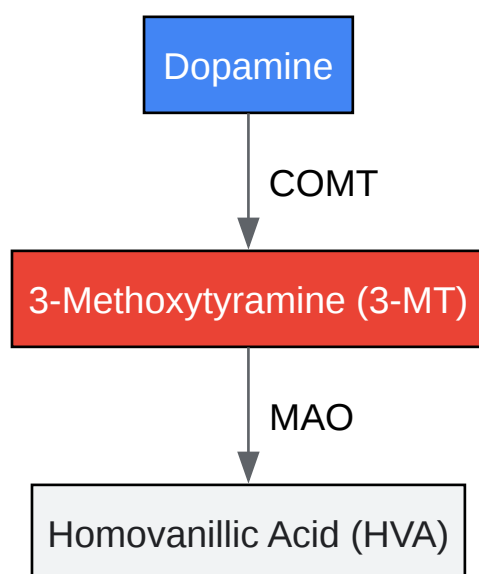 Dopamine
COMT
3-Methoxytyramine (3-MT)
MAO
Homovanillic Acid (HVA)